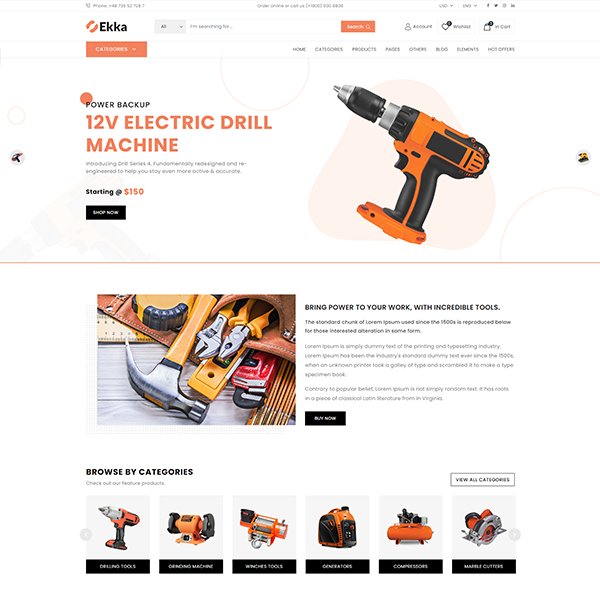 Phone: +48 705 52 728 7
Order online or call us (+1800) 900 6808
USD
ENG
Ekka
All
I'm searching for...
Search
Account
0
Wishlist
3
In Cart
CATEGORIES
HOME CATEGORIES PRODUCTS PAGES OTHERS BLOG ELEMENTS HOT OFFERS
POWER BACKUP
12V ELECTRIC DRILL
MACHINE
Introducing Drill Series 4. Fundamentally redesigned and re-
engineered to help you stay even more active & accurate.
Starting @ $150
SHOP NOW
BRING POWER TO YOUR WORK, WITH INCREDIBLE TOOLS.
The standard chunk of Lorem Ipsum used since the 1500s is reproduced below
for those interested alteration in some form.
Lorem Ipsum is simply dummy text of the printing and typesetting industry.
Lorem Ipsum has been the industry's standard dummy text ever since the 1500s,
when an unknown printer took a galley of type and scrambled it to make a type
specimen book.
Contrary to popular belief, Lorem Ipsum is not simply random text. It has roots
in a piece of classical Latin literature from in Virginia.
BUY NOW
BROWSE BY CATEGORIES
Check out our feature products.
VIEW ALL CATEGORIES
DRILLING TOOLS
GRINDING MACHINE
WINCHES TOOLS
GENERATORS
COMPRESSORS
MARBLE CUTTERS